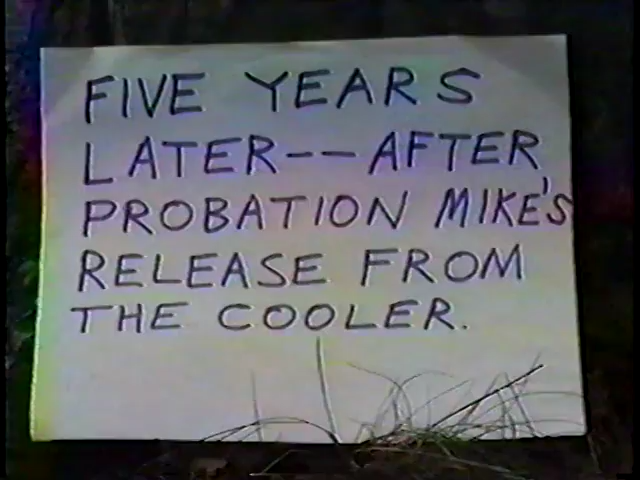 FIVE YEARS
LATER--AFTER
PROBATION MIKE'S
RELEASE FROM
THE COOLER.